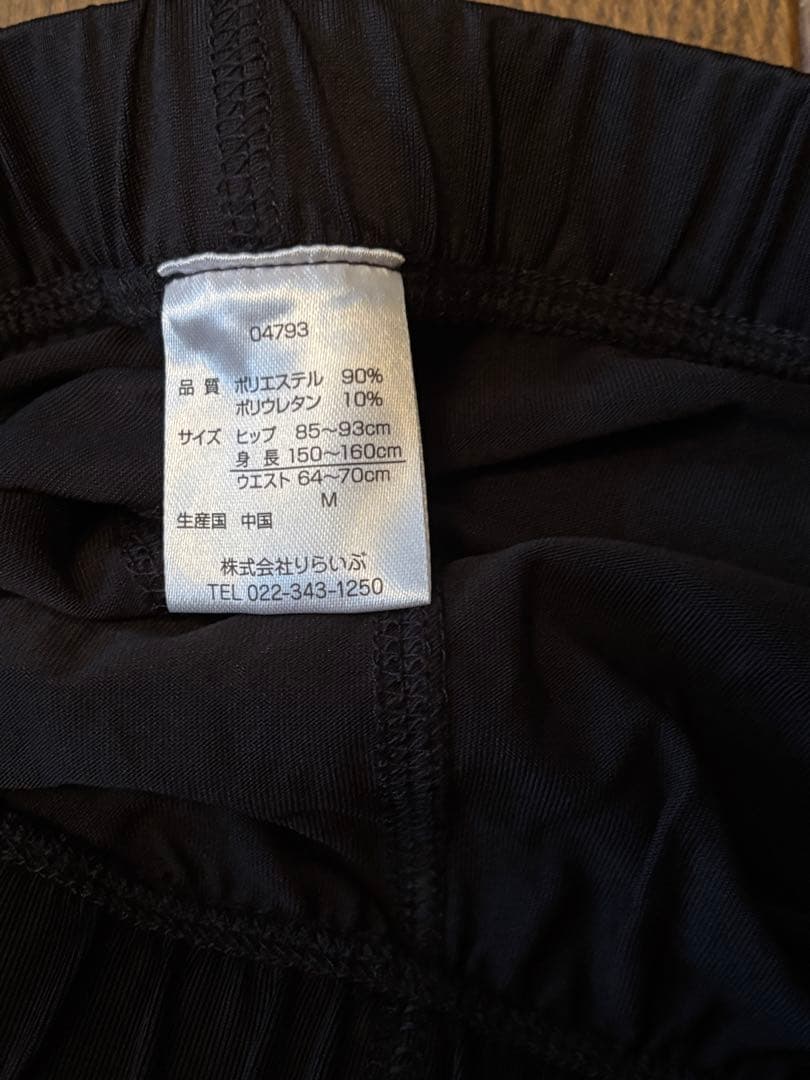 04793
品質 ポリエステル 90%
ポリウレタン 10%
サイズ ヒップ 85〜93cm
身長 150〜160cm
ウエスト 64〜70cm
M
生産国 中国
株式会社りらいぶ
TEL 022-343-1250